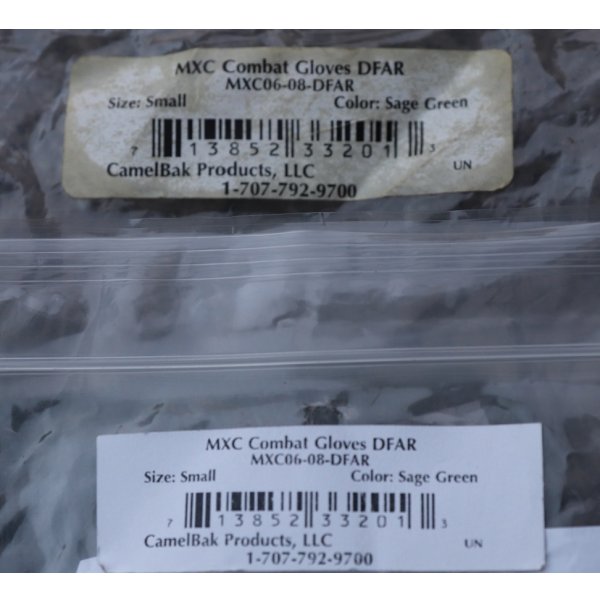 MXC Combat Gloves DFAR
MXC06-08-DFAR
Size: Small Color: Sage Green
7 13852 33201 3
CamelBak Products, LLC UN
1-707-792-9700
MXC Combat Gloves DFAR
MXC06-08-DFAR
Size: Small Color: Sage Green
7 13852 33201 3
CamelBak Products, LLC UN
1-707-792-9700